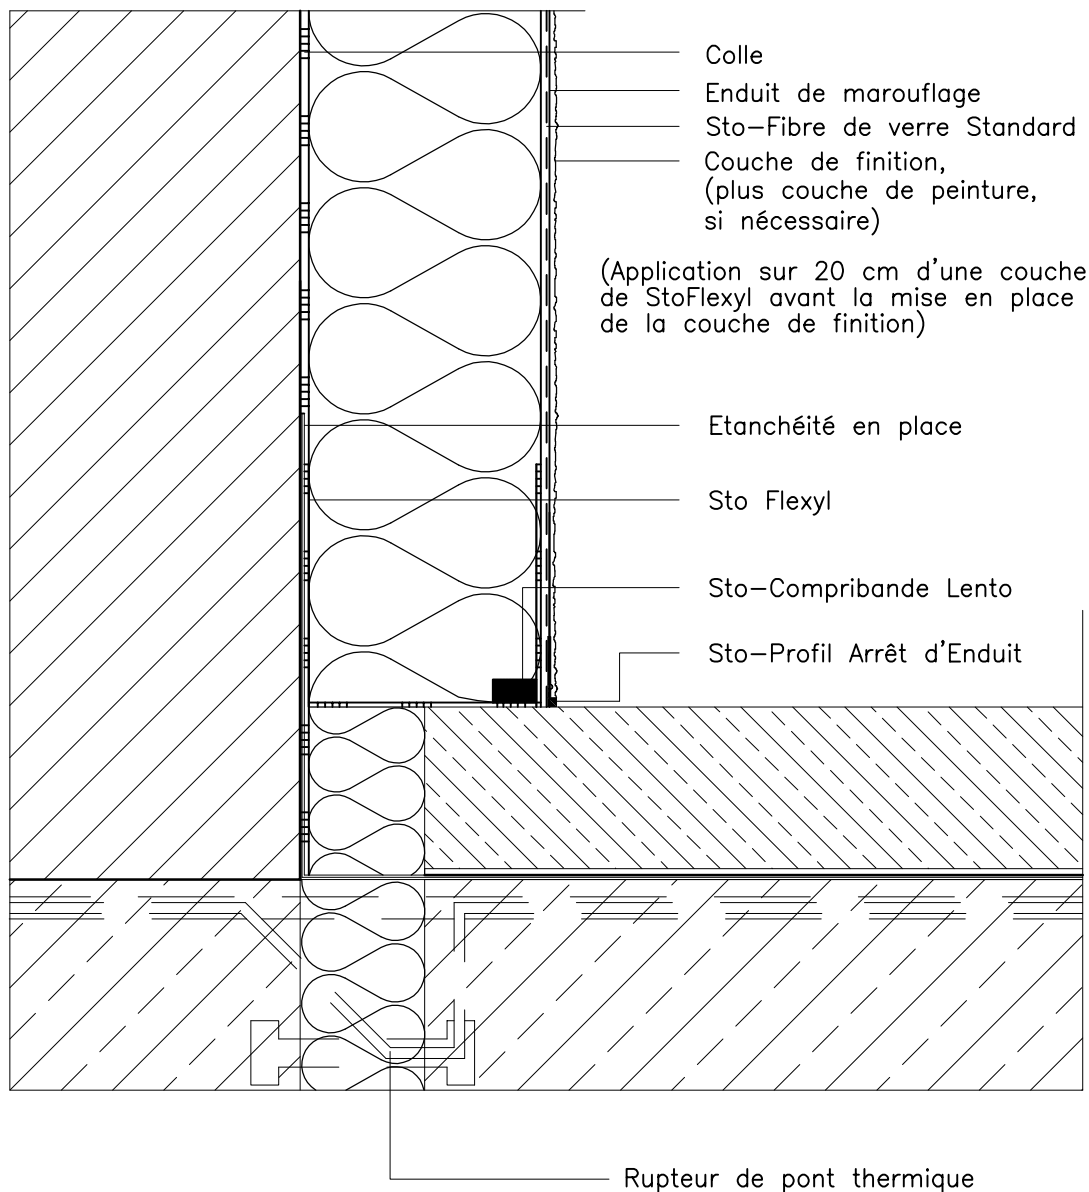 Colle
Enduit de marouflage
Sto-Fibre de verre Standard
Couche de finition,
(plus couche de peinture,
si nécessaire)
(Application sur 20 cm d'une couche
de StoFlexyl avant la mise en place
de la couche de finition)
Etanchéité en place
Sto Flexyl
Sto-Compribande Lento
Sto-Profil Arrêt d'Enduit
Rupteur de pont thermique